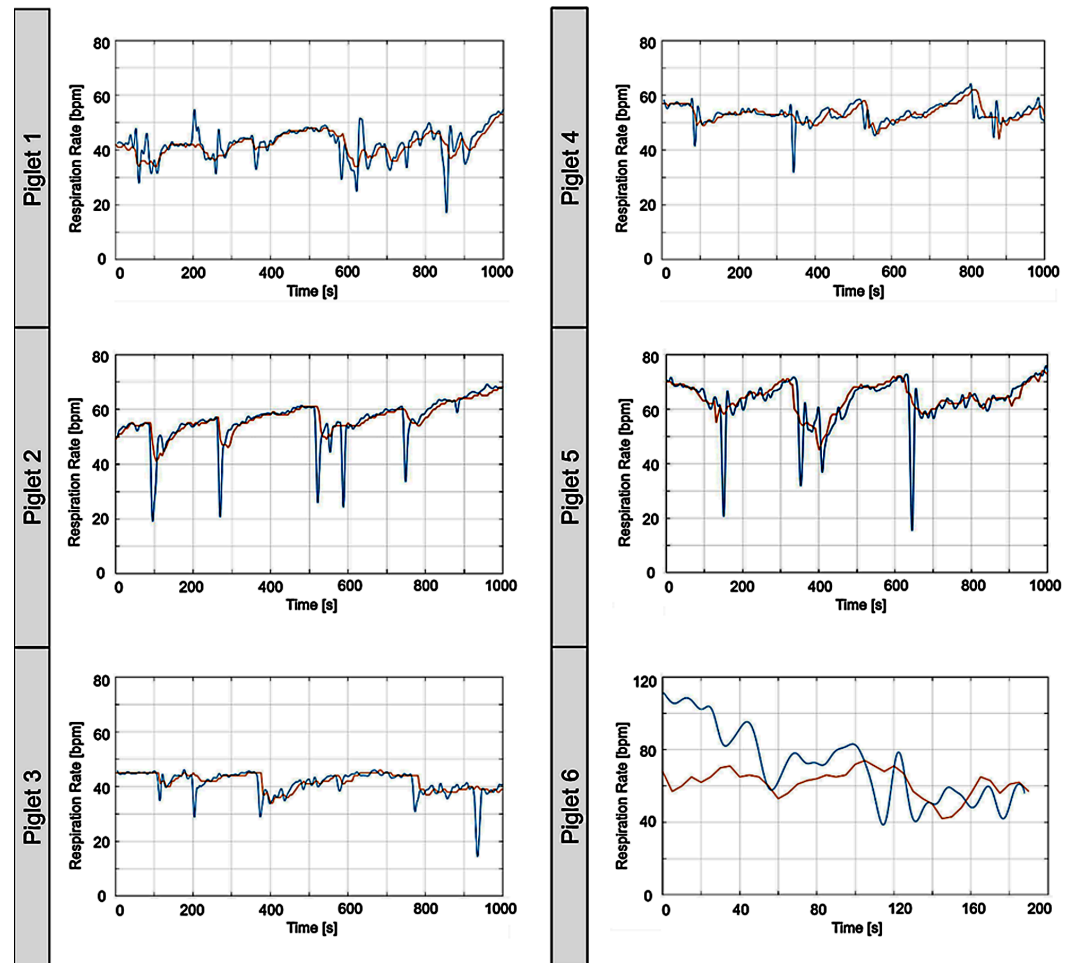 Piglet 1
Respiration Rate [bpm]
80
60
40
20
0
0 200 400 600 800 1000
Time [s]
Piglet 2
Respiration Rate [bpm]
80
60
40
20
0
0 200 400 600 800 1000
Time [s]
Piglet 3
Respiration Rate [bpm]
80
60
40
20
0
0 200 400 600 800 1000
Time [s]
Piglet 4
Respiration Rate [bpm]
80
60
40
20
0
0 200 400 600 800 1000
Time [s]
Piglet 5
Respiration Rate [bpm]
80
60
40
20
0
0 200 400 600 800 1000
Time [s]
Piglet 6
Respiration Rate [bpm]
120
80
40
0
0 40 80 120 160 200
Time [s]